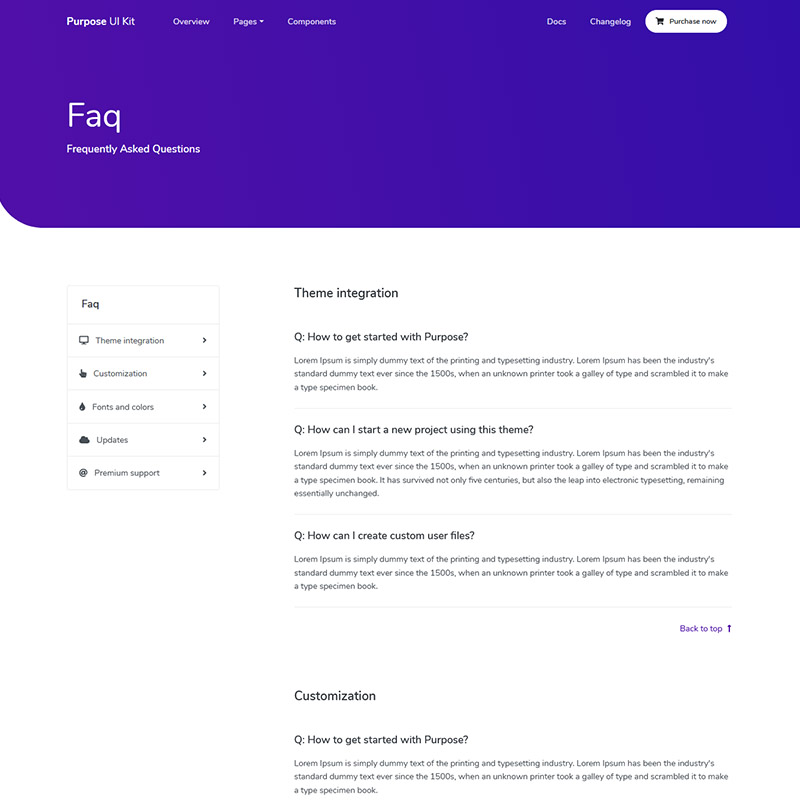 Purpose UI Kit Overview Pages Components Docs Changelog Purchase now
Faq
Frequently Asked Questions
Faq
Theme integration
Customization
Fonts and colors
Updates
Premium support
Theme integration
Q: How to get started with Purpose?
Lorem Ipsum is simply dummy text of the printing and typesetting industry. Lorem Ipsum has been the industry's
standard dummy text ever since the 1500s, when an unknown printer took a galley of type and scrambled it to make
a type specimen book.
Q: How can I start a new project using this theme?
Lorem Ipsum is simply dummy text of the printing and typesetting industry. Lorem Ipsum has been the industry's
standard dummy text ever since the 1500s, when an unknown printer took a galley of type and scrambled it to make
a type specimen book. It has survived not only five centuries, but also the leap into electronic typesetting, remaining
essentially unchanged.
Q: How can I create custom user files?
Lorem Ipsum is simply dummy text of the printing and typesetting industry. Lorem Ipsum has been the industry's
standard dummy text ever since the 1500s, when an unknown printer took a galley of type and scrambled it to make
a type specimen book.
Back to top
Customization
Q: How to get started with Purpose?
Lorem Ipsum is simply dummy text of the printing and typesetting industry. Lorem Ipsum has been the industry's
standard dummy text ever since the 1500s, when an unknown printer took a galley of type and scrambled it to make
a type specimen book.